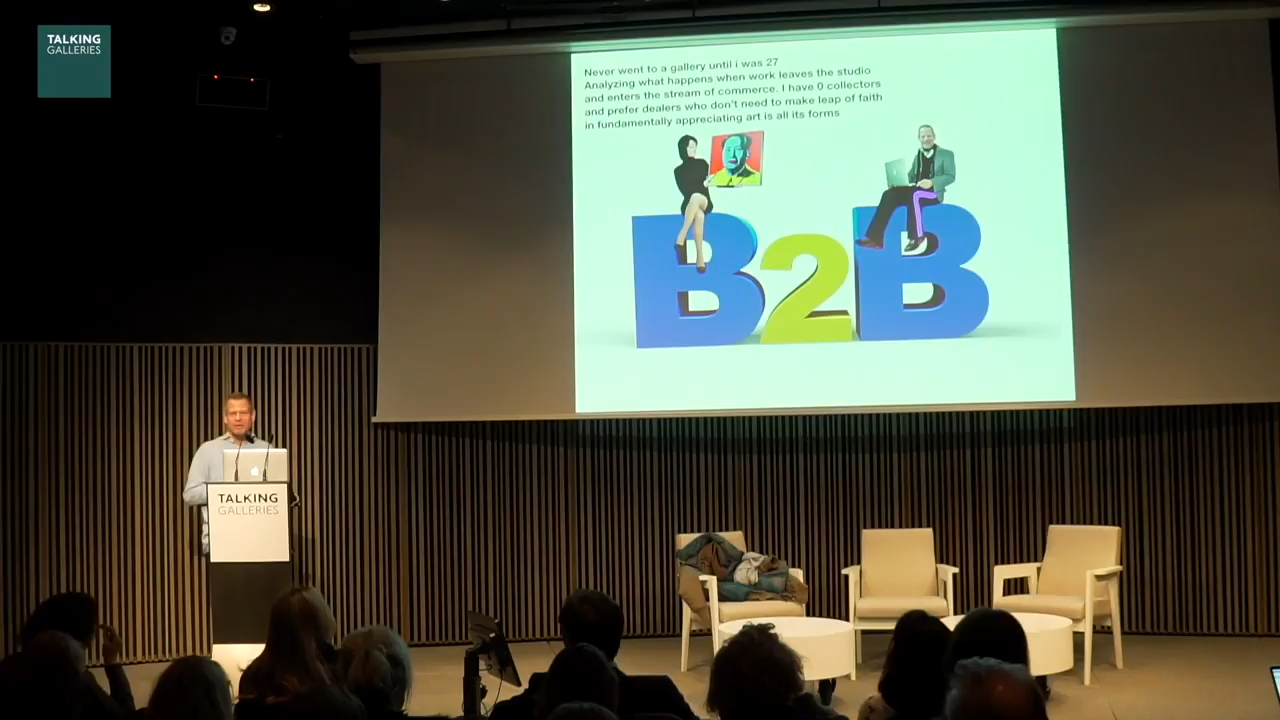 TALKING
GALLERIES
Never went to a gallery until i was 27
Analyzing what happens when work leaves the studio
and enters the stream of commerce. I have 0 collectors
and prefer dealers who don't need to make leap of faith
in fundamentally appreciating art is all its forms
B2B
TALKING
GALLERIES